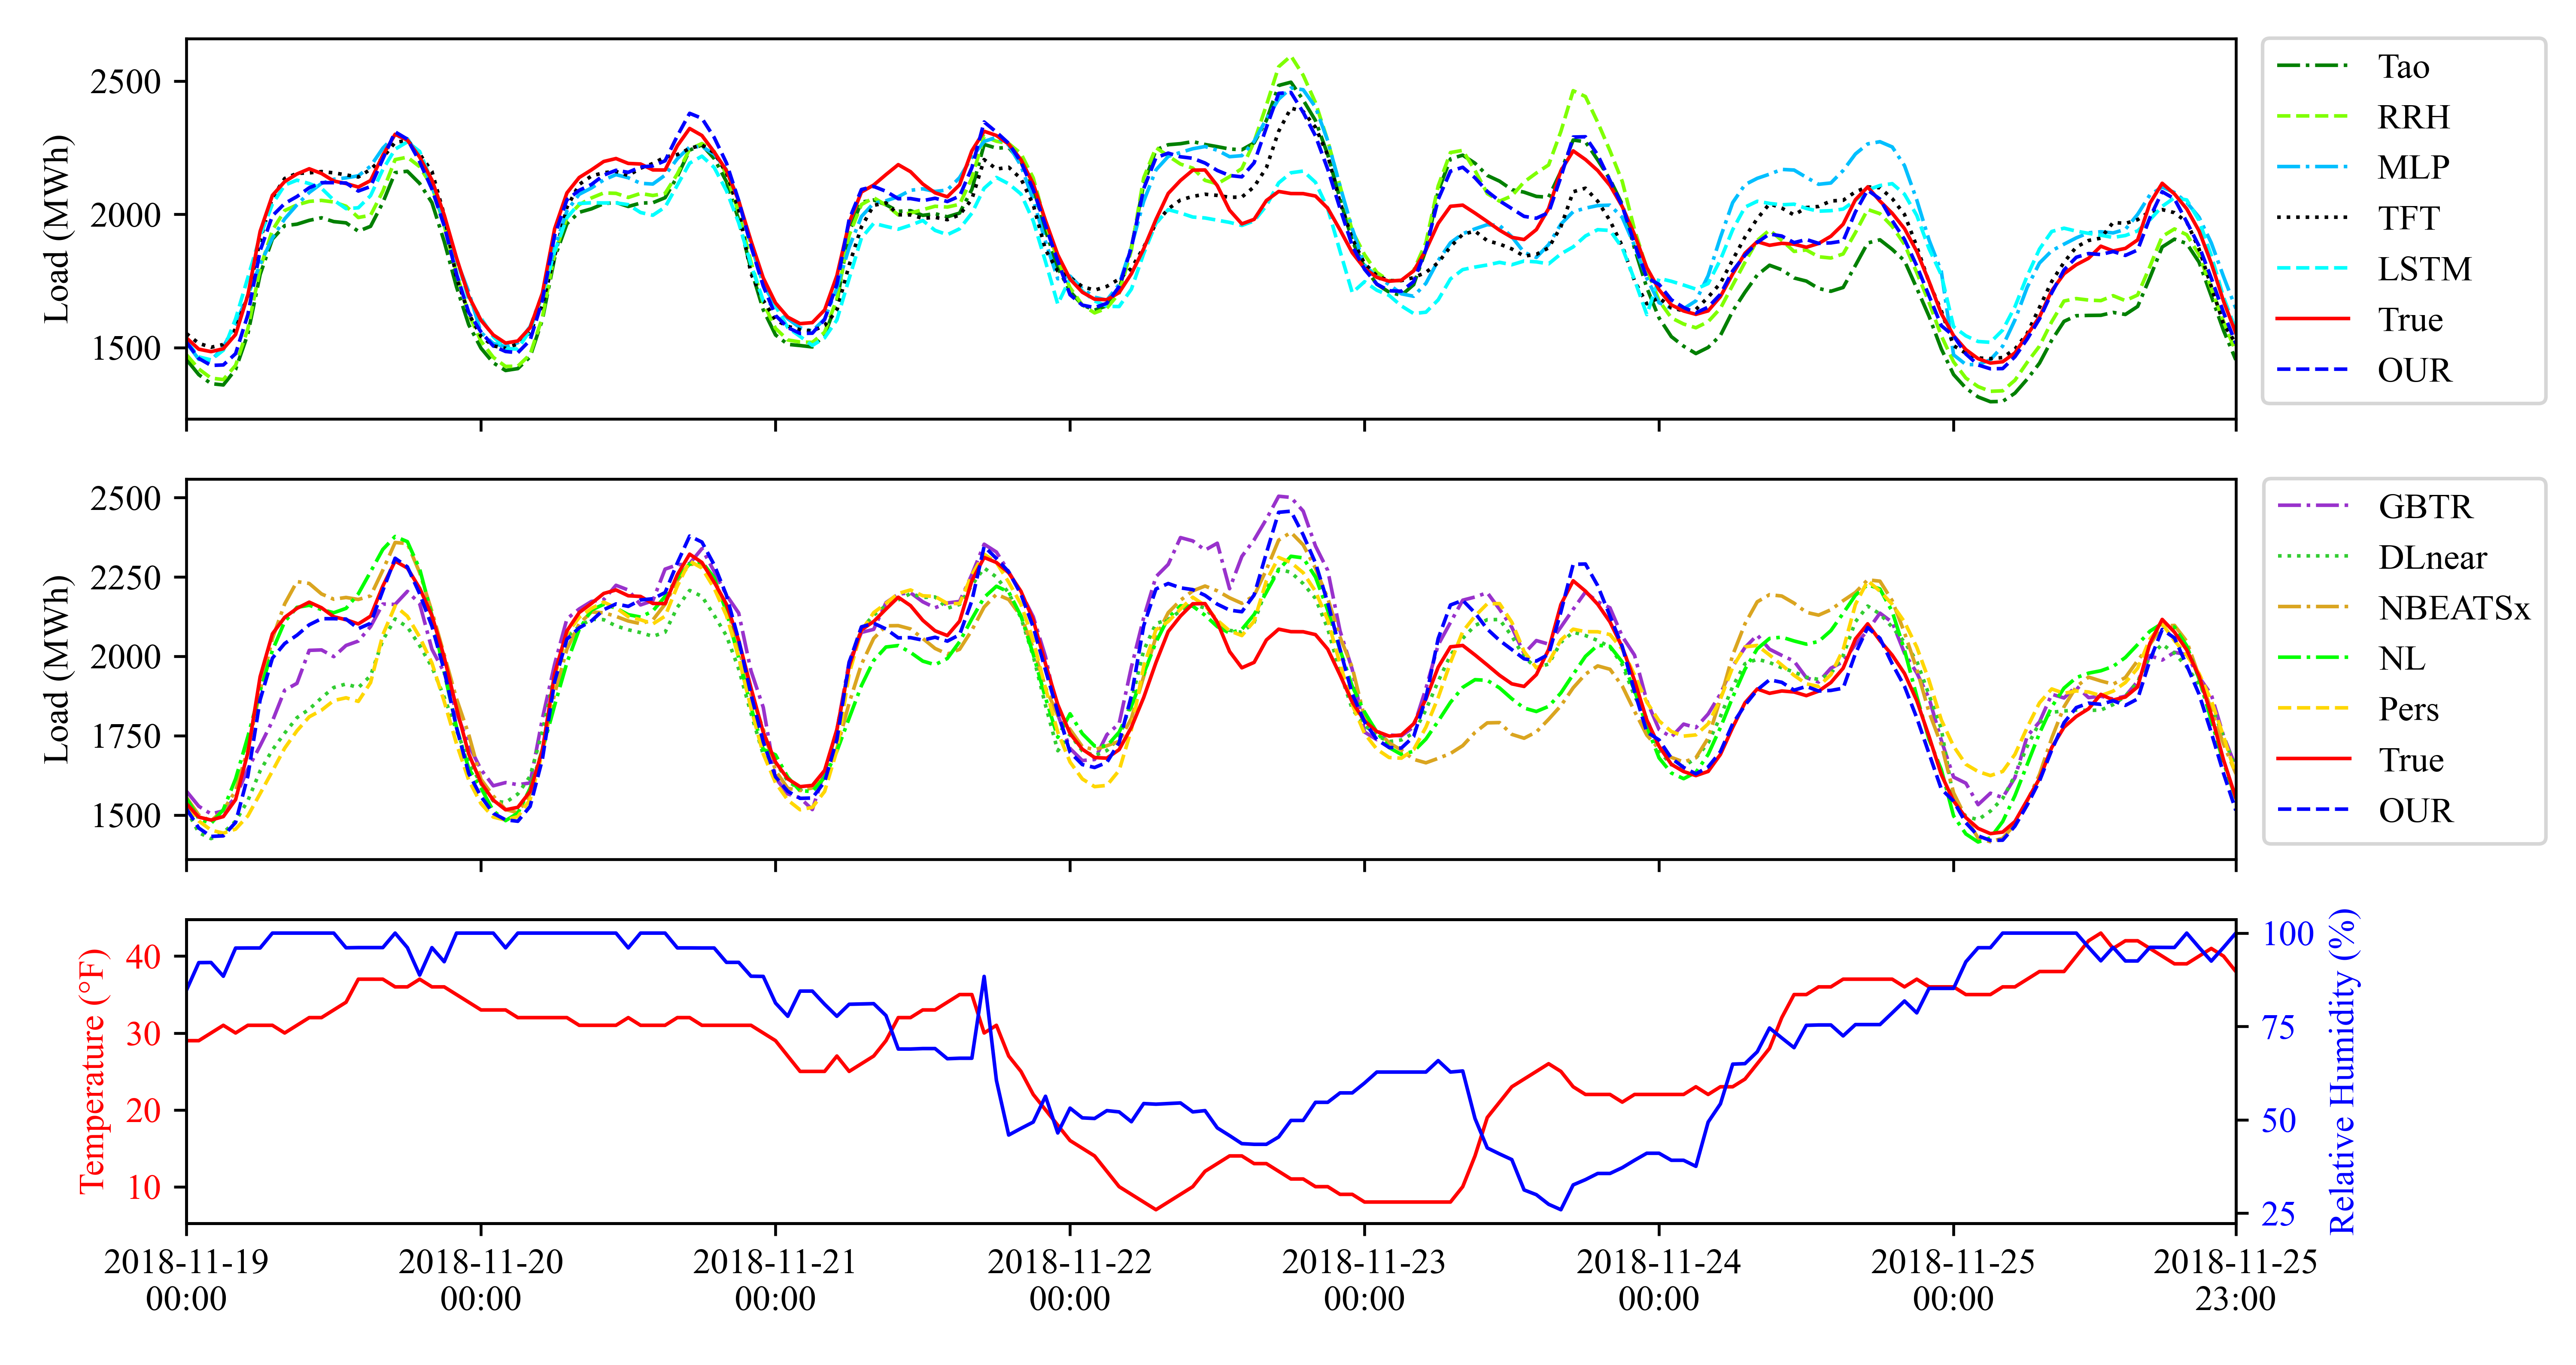 2500
2000
1500
Load (MWh)
Tao
RRH
MLP
TFT
LSTM
True
OUR
2500
2250
2000
1750
1500
Load (MWh)
GBTR
DLnear
NBEATSx
NL
Pers
True
OUR
40
30
20
10
Temperature (°F)
100
75
50
25
Relative Humidity (%)
2018-11-19 2018-11-20 2018-11-21 2018-11-22 2018-11-23 2018-11-24 2018-11-25 2018-11-25
00:00 00:00 00:00 00:00 00:00 00:00 00:00 23:00